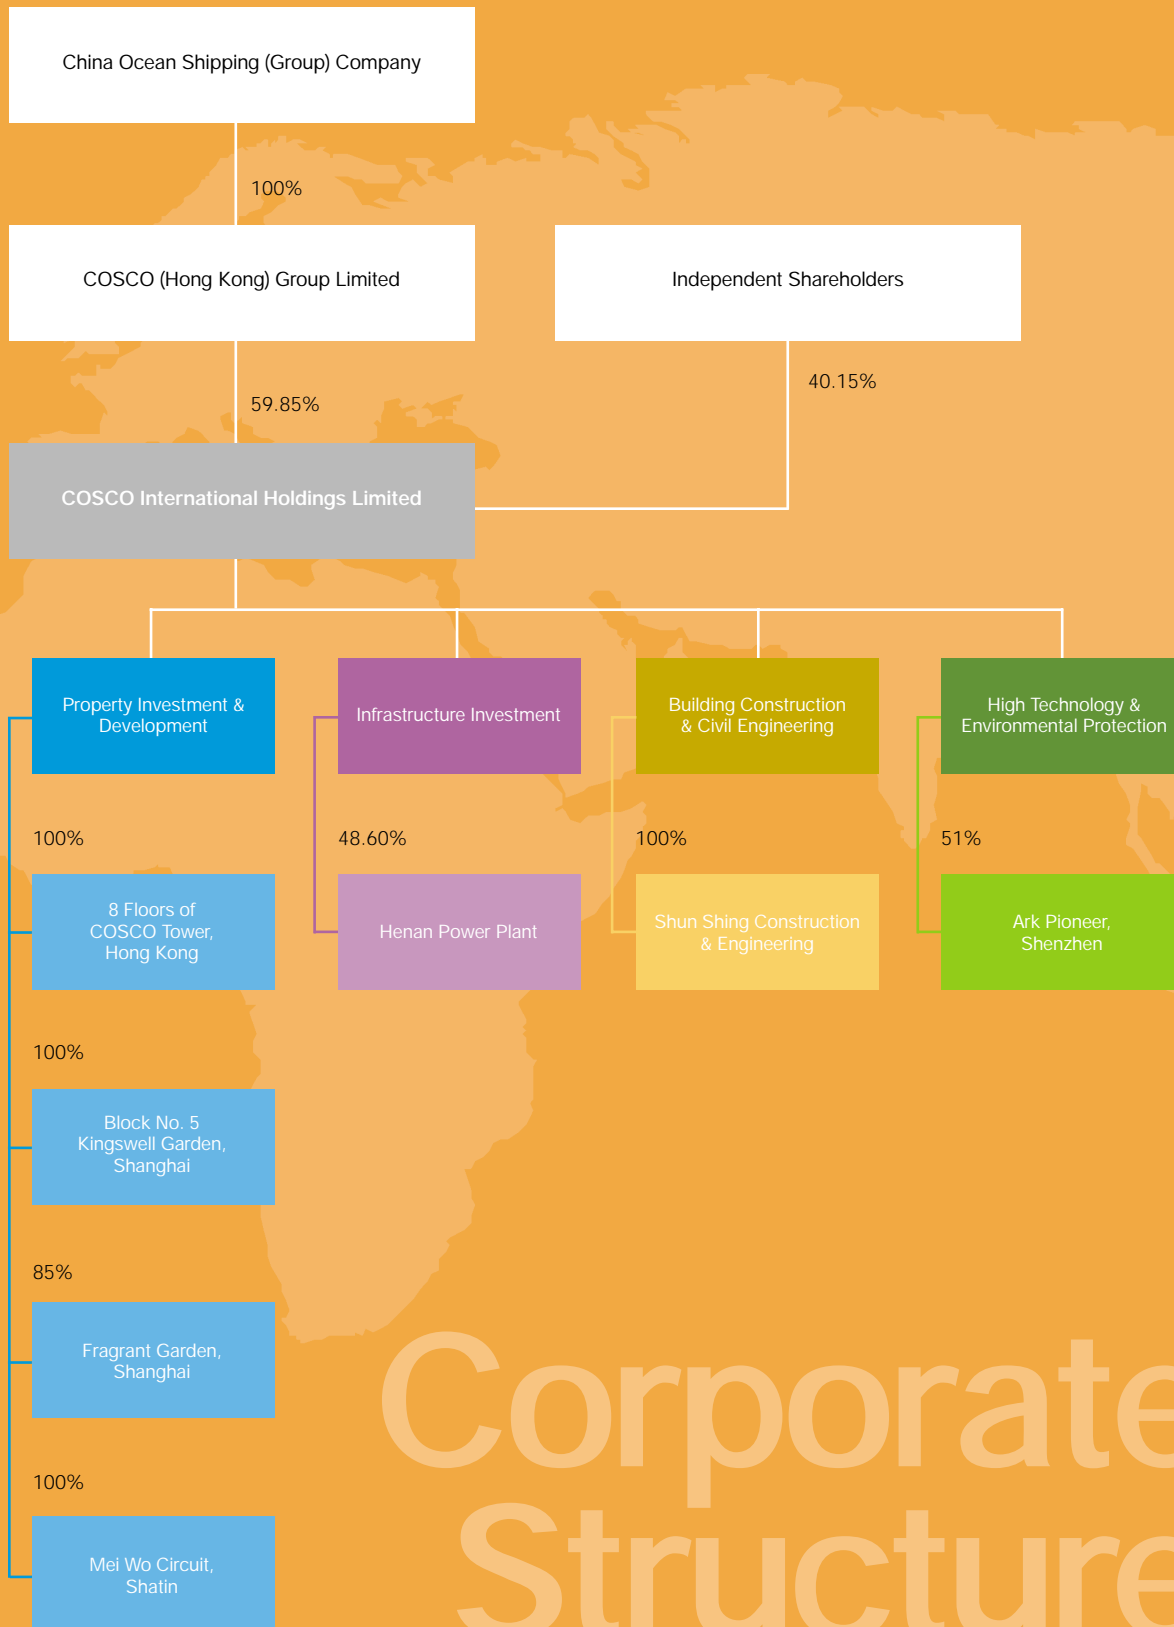 China Ocean Shipping (Group) Company
100%
COSCO (Hong Kong) Group Limited
Independent Shareholders
59.85%
40.15%
COSCO International Holdings Limited
Property Investment &
Development
Infrastructure Investment
Building Construction
& Civil Engineering
High Technology &
Environmental Protection
100%
48.60%
100%
51%
8 Floors of
COSCO Tower,
Hong Kong
Henan Power Plant
Shun Shing Construction
& Engineering
Ark Pioneer,
Shenzhen
100%
Block No. 5
Kingswell Garden,
Shanghai
85%
Fragrant Garden,
Shanghai
100%
Mei Wo Circuit,
Shatin
Corporate
Structure